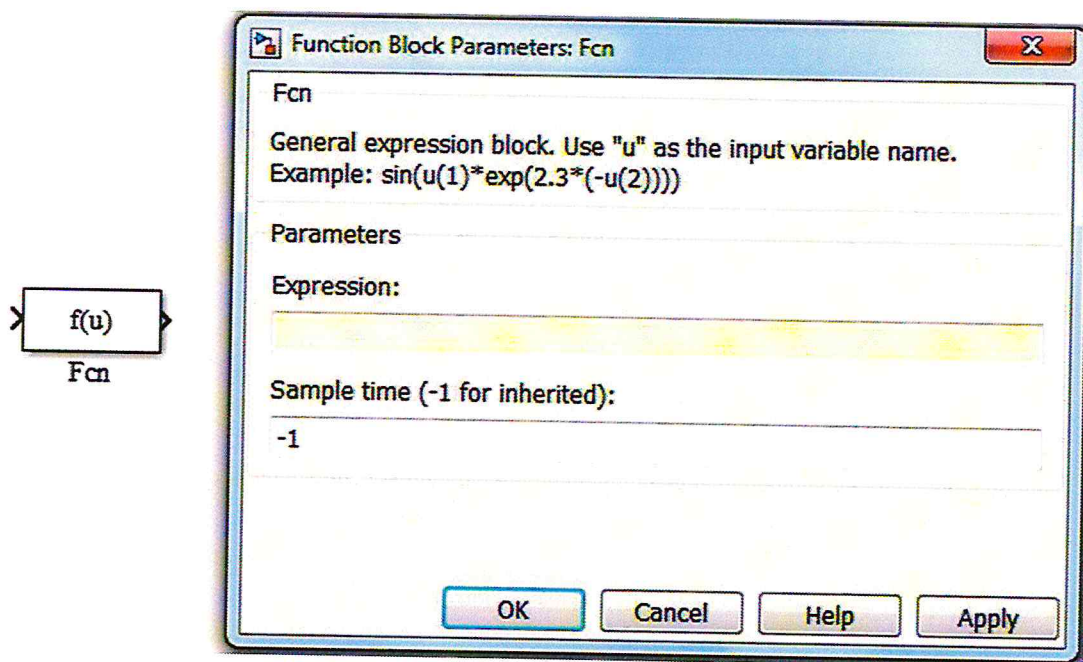 Function Block Parameters: Fcn
Fcn
General expression block. Use "u" as the input variable name.
Example: sin(u(1)*exp(2.3*(-u(2))))
Parameters
Expression:
Sample time (-1 for inherited):
-1
OK Cancel Help Apply
f(u)
Fcn